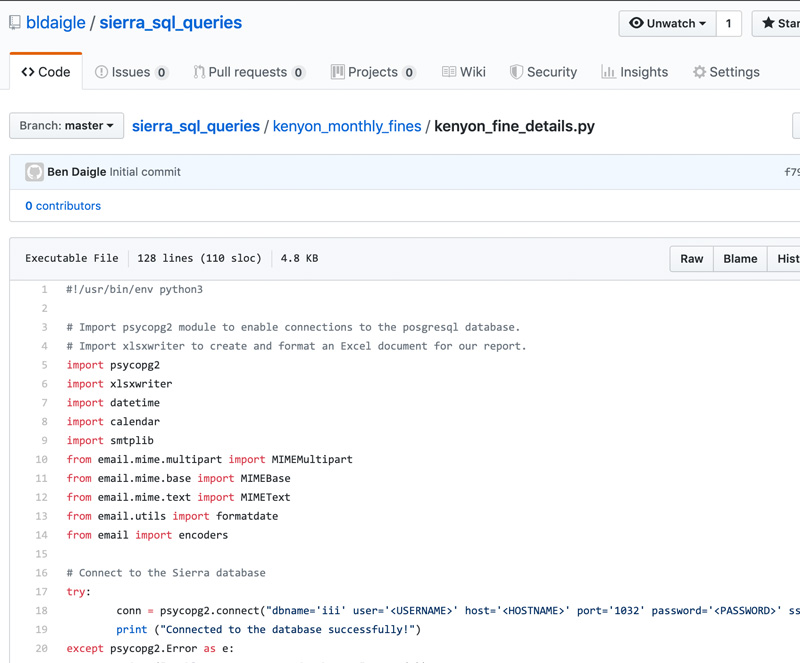 bldaigle / sierra_sql_queries Unwatch 1
Code Issues 0 Pull requests 0 Projects 0 Wiki Security Insights Settings
Branch: master sierra_sql_queries / kenyon_monthly_fines / kenyon_fine_details.py
Ben Daigle Initial commit
0 contributors
Executable File 128 lines (110 sloc) 4.8 KB Raw Blame
1 #!/usr/bin/env python3
2
3 # Import psycopg2 module to enable connections to the posgresql database.
4 # Import xlsxwriter to create and format an Excel document for our report.
5 import psycopg2
6 import xlsxwriter
7 import datetime
8 import calendar
9 import smtplib
10 from email.mime.multipart import MIMEMultipart
11 from email.mime.base import MIMEBase
12 from email.mime.text import MIMEText
13 from email.utils import formatdate
14 from email import encoders
15
16 # Connect to the Sierra database
17 try:
18 conn = psycopg2.connect("dbname='iii' user='<USERNAME>' host='<HOSTNAME>' port='1032' password='<PASSWORD>' ss
19 print ("Connected to the database successfully!")
20 except psycopg2.Error as e: